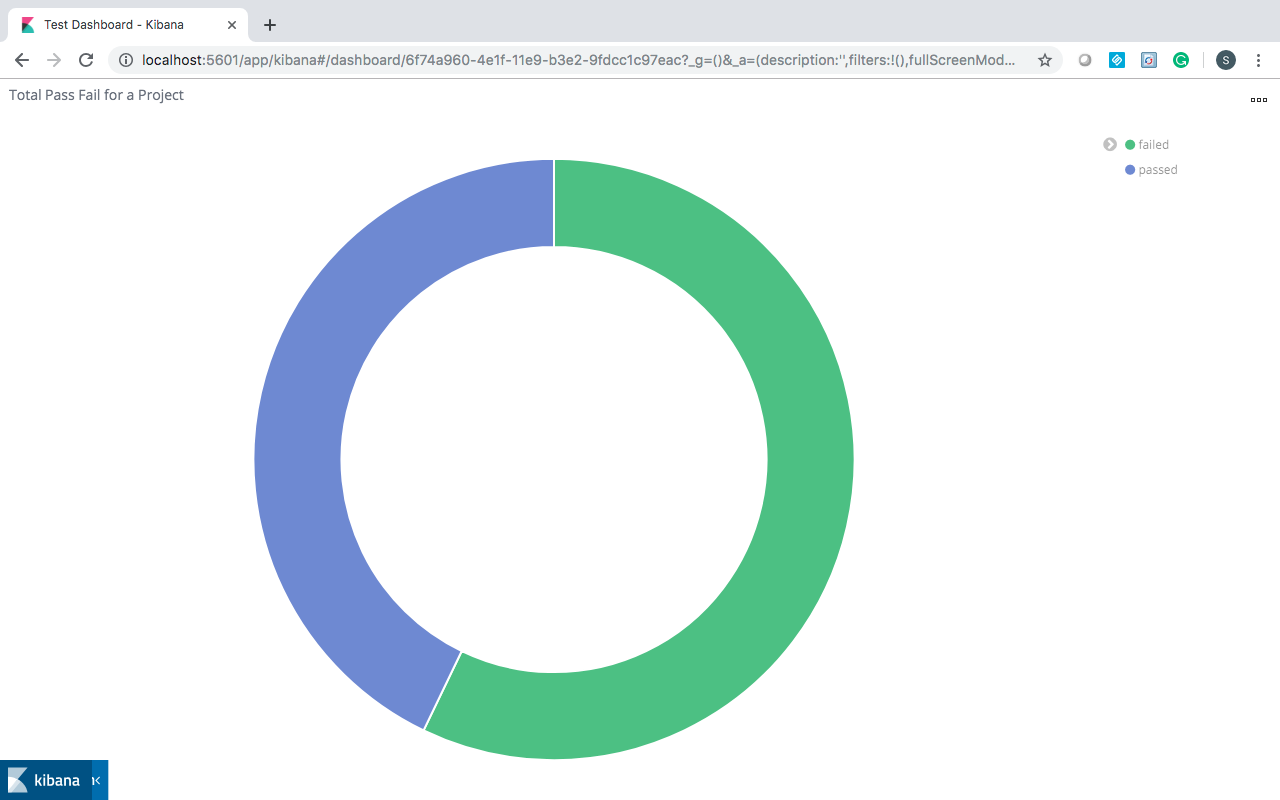 Test Dashboard - Kibana
localhost:5601/app/kibana#/dashboard/6f74a960-4e1f-11e9-b3e2-9fdcc1c97eac?_g=()&_a=(description:'',filters:!(),fullScreenMod...
S
Total Pass Fail for a Project
failed
passed
kibana